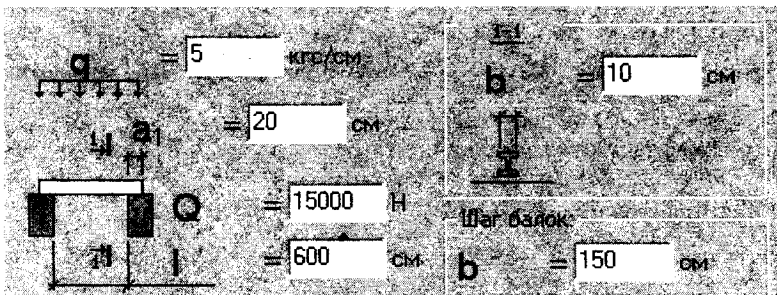 q = 5 кгс/см
a1 = 20 см
Q = 15000 Н
l = 600 см
1-1
b = 10 см
Шаг балок:
b = 150 см